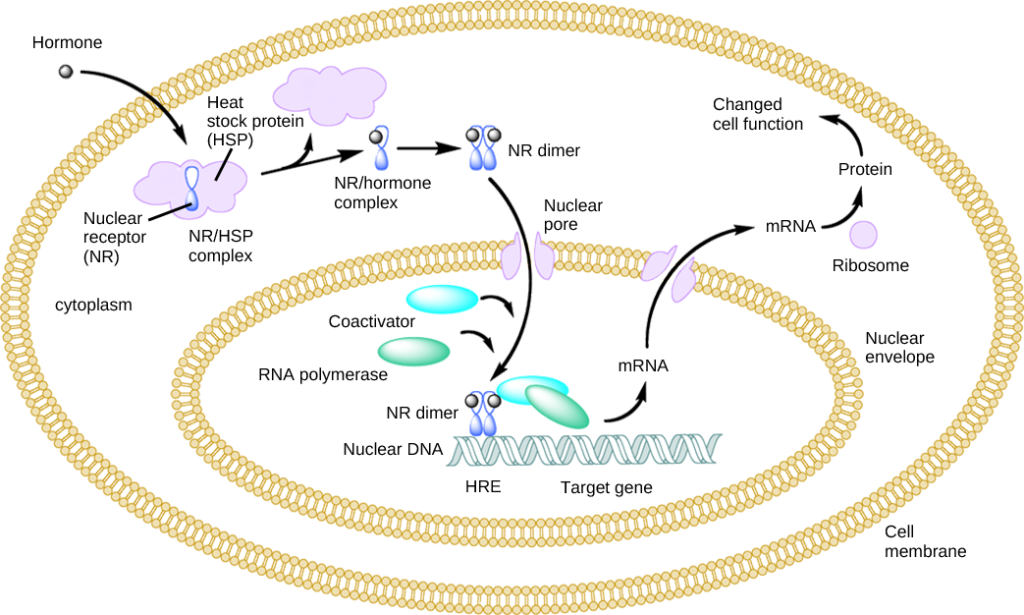 Hormone
Heat
stock protein
(HSP)
Changed
cell function
NR dimer
Protein
NR/hormone
complex
Nuclear
receptor
(NR)
NR/HSP
complex
Nuclear
pore
mRNA
Ribosome
cytoplasm
Coactivator
Nuclear
envelope
RNA polymerase
mRNA
NR dimer
Nuclear DNA
HRE
Target gene
Cell
membrane